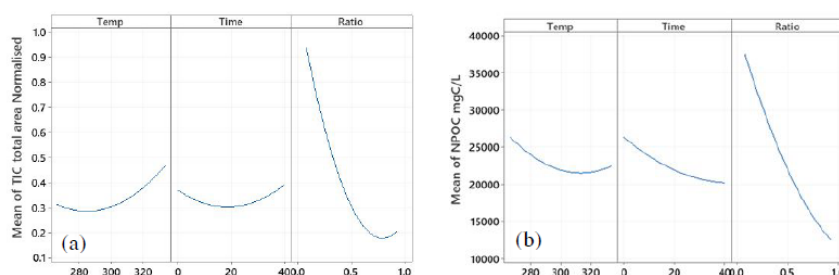 Temp Time Ratio
Mean of TIC total area Normalised
1.0
0.9
0.8
0.7
0.6
0.5
0.4
0.3
0.2
0.1
(a)
280 300 320 0 20 400.0 0.5 1.0
Temp Time Ratio
Mean of NPOC mgC/L
40000
35000
30000
25000
20000
15000
10000
(b)
280 300 320 0 20 400.0 0.5 1.0